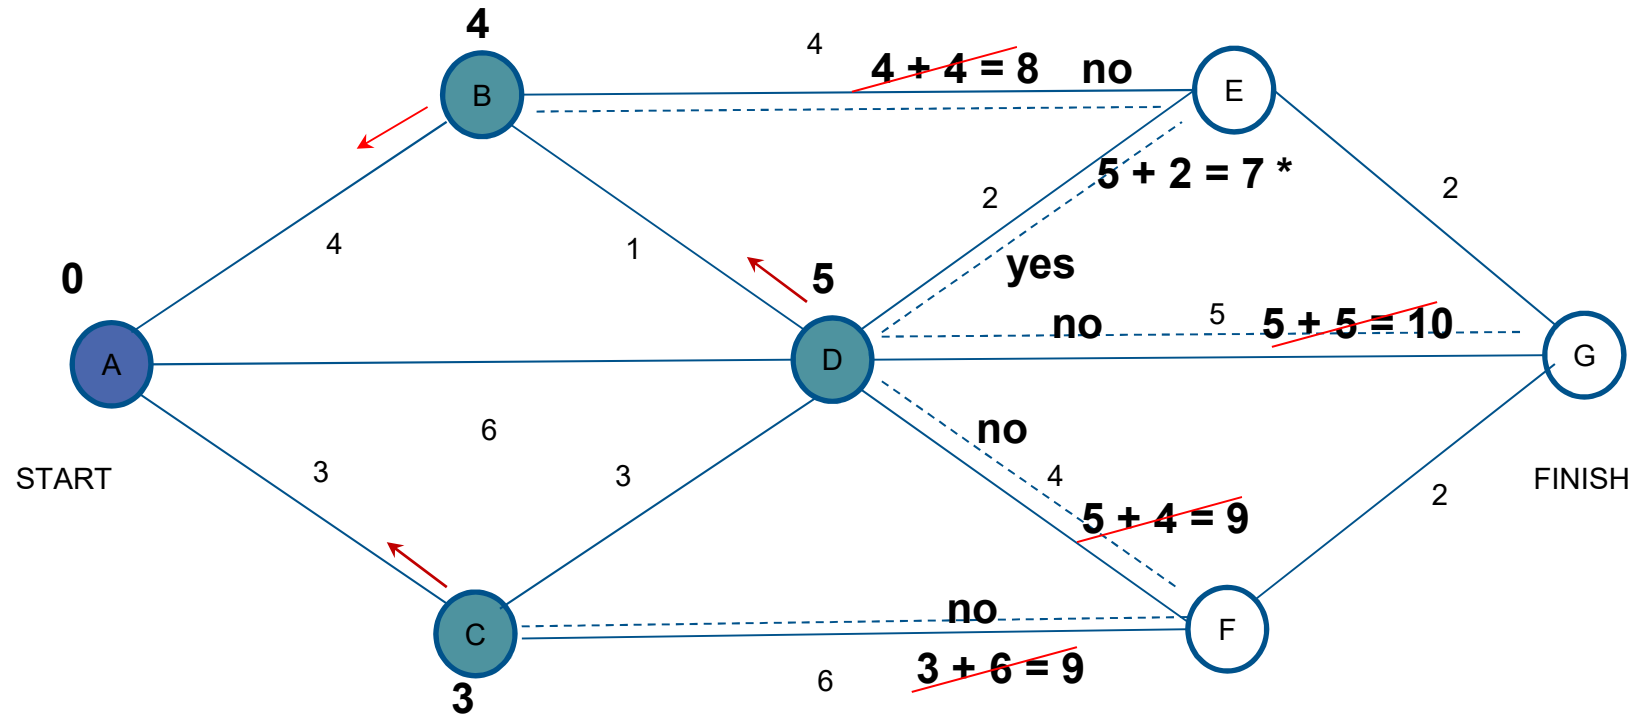 4
4
4 + 4 = 8 no
B
E
5 + 2 = 7 *
2
2
4
1
yes
0
5
no
5
5 + 5 = 10
A
D
G
no
6
3
3
4
START
FINISH
2
5 + 4 = 9
no
C
F
3 + 6 = 9
6
3